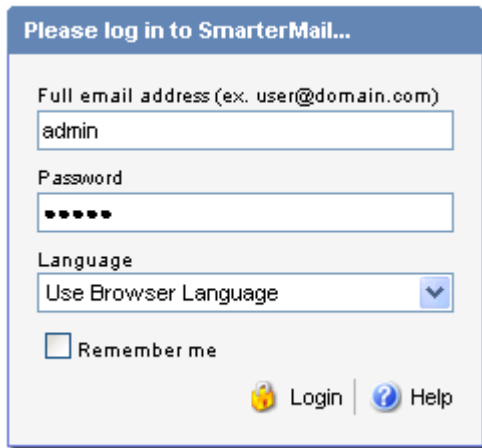 Please log in to SmarterMail...
Full email address (ex. user@domain.com)
admin
Password
•••••
Language
Use Browser Language
Remember me
Login | Help